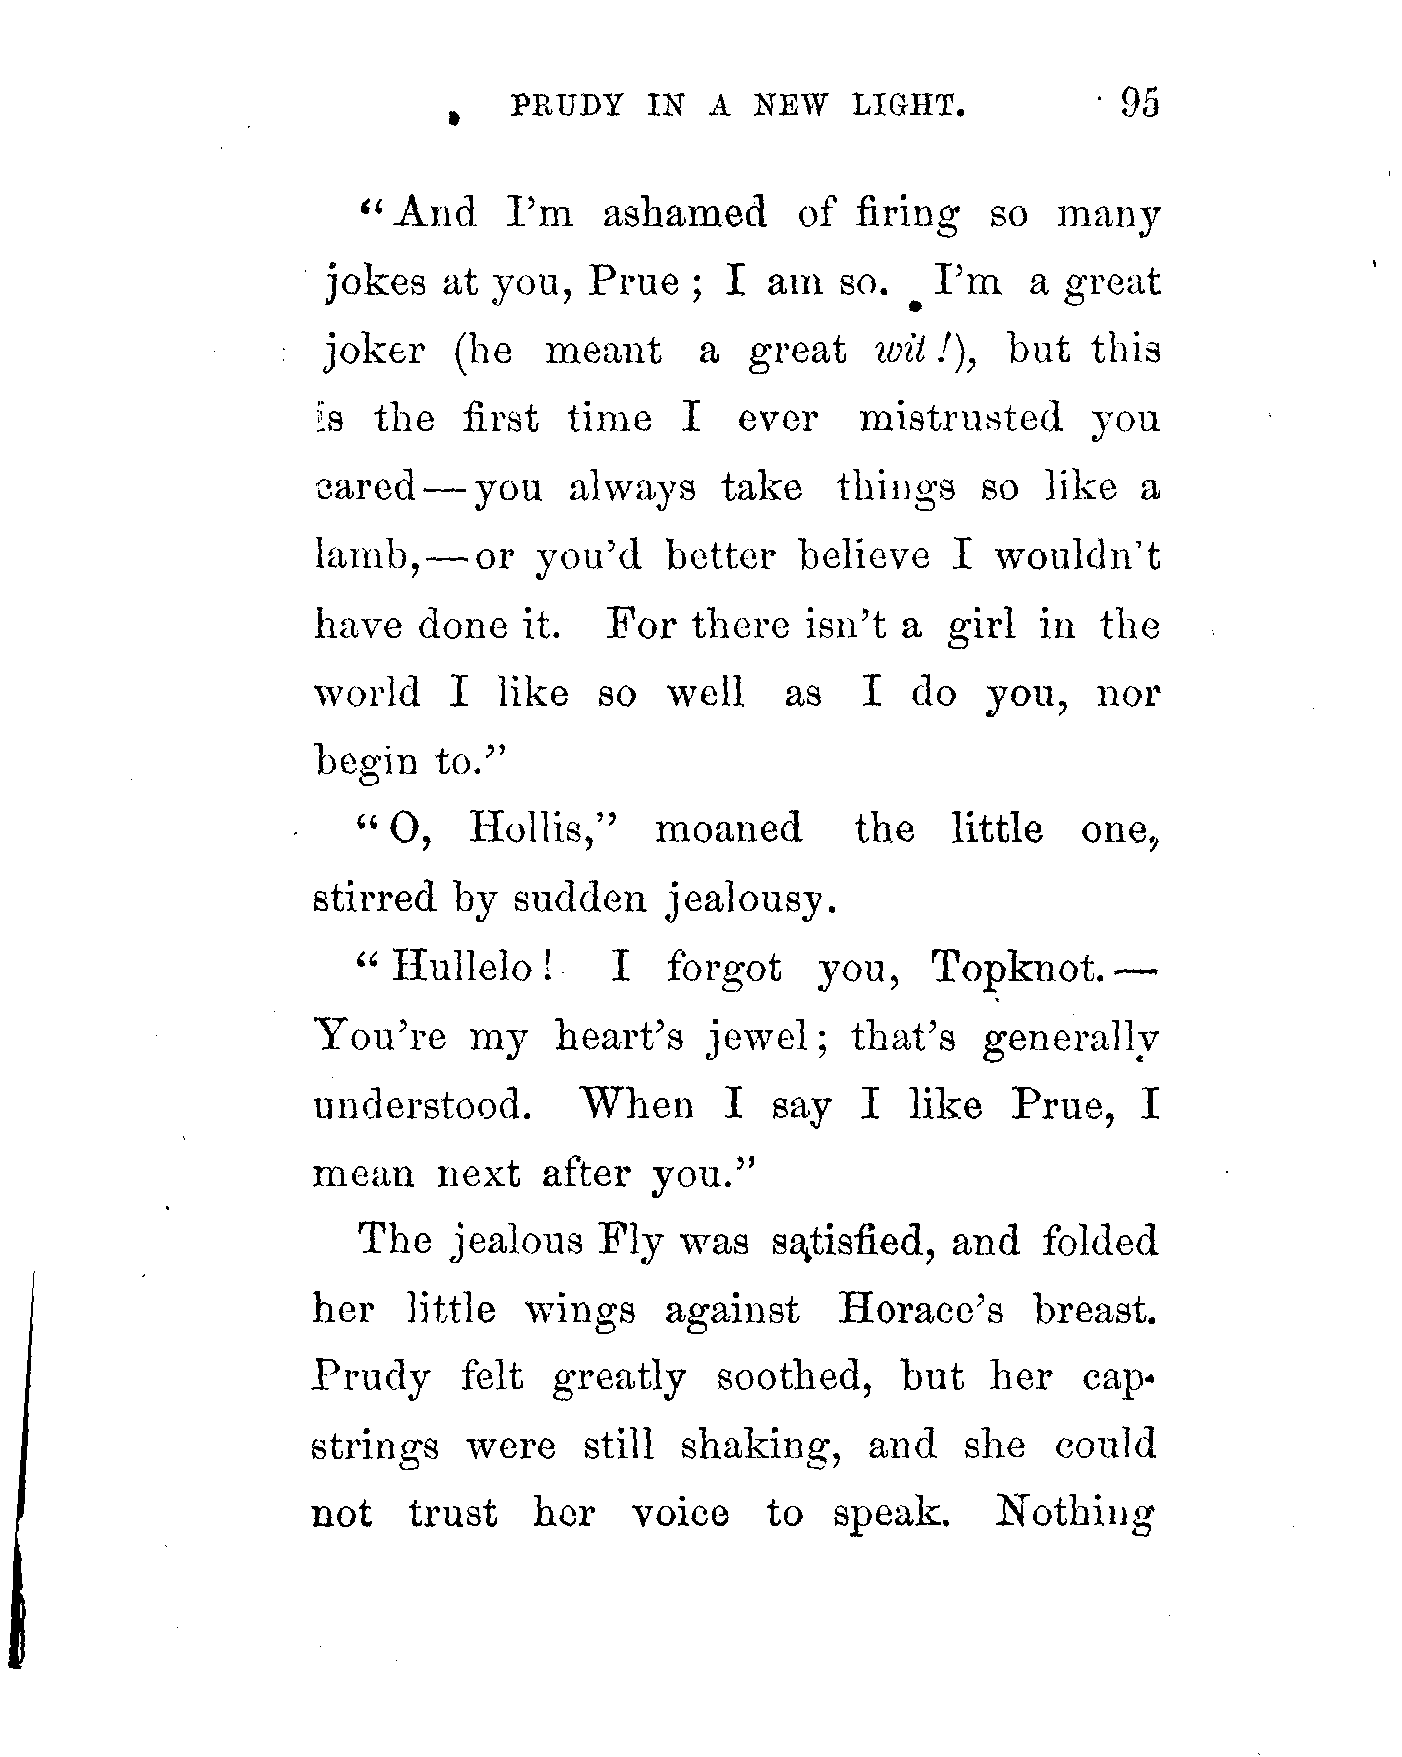 PRUDY IN A NEW LIGHT. 95
"And I'm ashamed of firing so many
jokes at you, Prue; I am so. I'm a great
joker (he meant a great wit!), but this
is the first time I ever mistrusted you
cared—you always take things so like a
lamb,—or you'd better believe I wouldn't
have done it. For there isn't a girl in the
world I like so well as I do you, nor
begin to."
"O, Hollis," moaned the little one,
stirred by sudden jealousy.
"Hullelo! I forgot you, Topknot.—
You're my heart's jewel; that's generally
understood. When I say I like Prue, I
mean next after you."
The jealous Fly was satisfied, and folded
her little wings against Horace's breast.
Prudy felt greatly soothed, but her cap-
strings were still shaking, and she could
not trust her voice to speak. Nothing